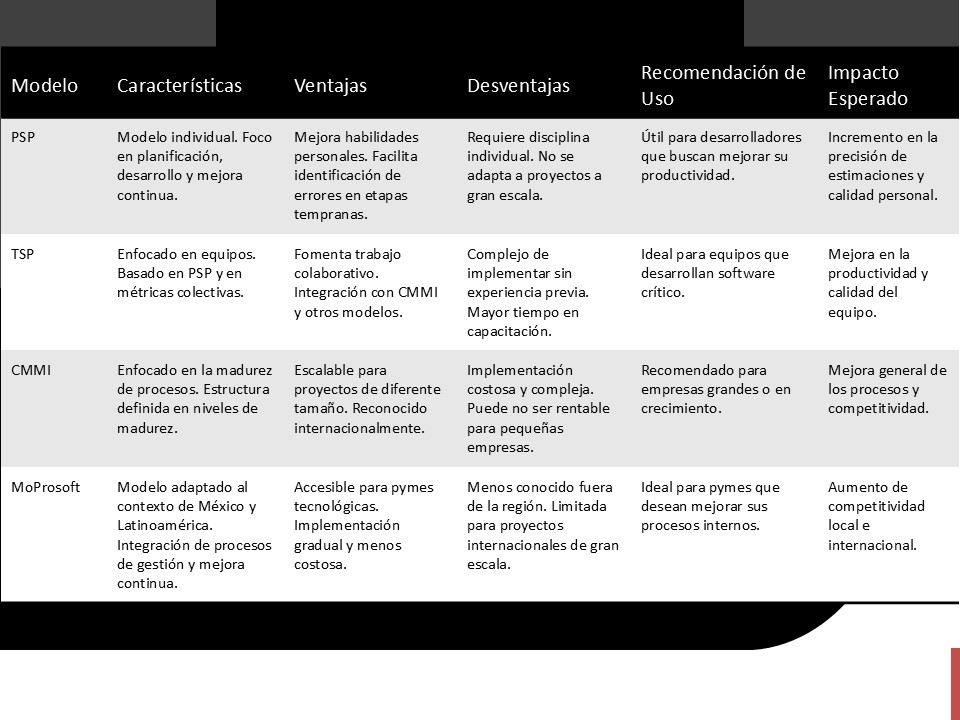 Modelo
Características
Ventajas
Desventajas
Recomendación de
Uso
Impacto
Esperado
PSP
Modelo individual. Foco
en planificación,
desarrollo y mejora
continua.
Mejora habilidades
personales. Facilita
identificación de
errores en etapas
tempranas.
Requiere disciplina
individual. No se
adapta a proyectos a
gran escala.
Útil para desarrolladores
que buscan mejorar su
productividad.
Incremento en la
precisión de
estimaciones y
calidad personal.
TSP
Enfocado en equipos.
Basado en PSP y en
métricas colectivas.
Fomenta trabajo
colaborativo.
Integración con CMMI
y otros modelos.
Complejo de
implementar sin
experiencia previa.
Mayor tiempo en
capacitación.
Ideal para equipos que
desarrollan software
crítico.
Mejora en la
productividad y
calidad del
equipo.
CMMI
Enfocado en la madurez
de procesos. Estructura
definida en niveles de
madurez.
Escalable para
proyectos de diferente
tamaño. Reconocido
internacionalmente.
Implementación
costosa y compleja.
Puede no ser rentable
para pequeñas
empresas.
Recomendado para
empresas grandes o en
crecimiento.
Mejora general de
los procesos y
competitividad.
MoProsoft
Modelo adaptado al
contexto de México y
Latinoamérica.
Integración de procesos
de gestión y mejora
continua.
Accesible para pymes
tecnológicas.
Implementación
gradual y menos
costosa.
Menos conocido fuera
de la región. Limitada
para proyectos
internacionales de gran
escala.
Ideal para pymes que
desean mejorar sus
procesos internos.
Aumento de
competitividad
local e
internacional.